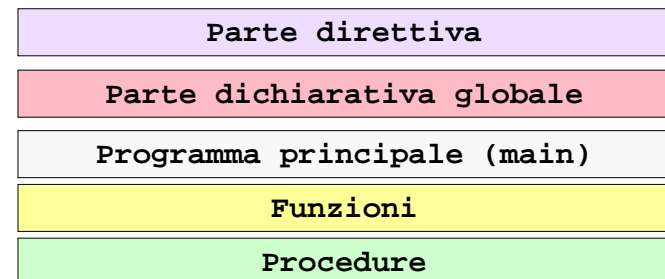 Parte direttiva
Parte dichiarativa globale
Programma principale (main)
Funzioni
Procedure